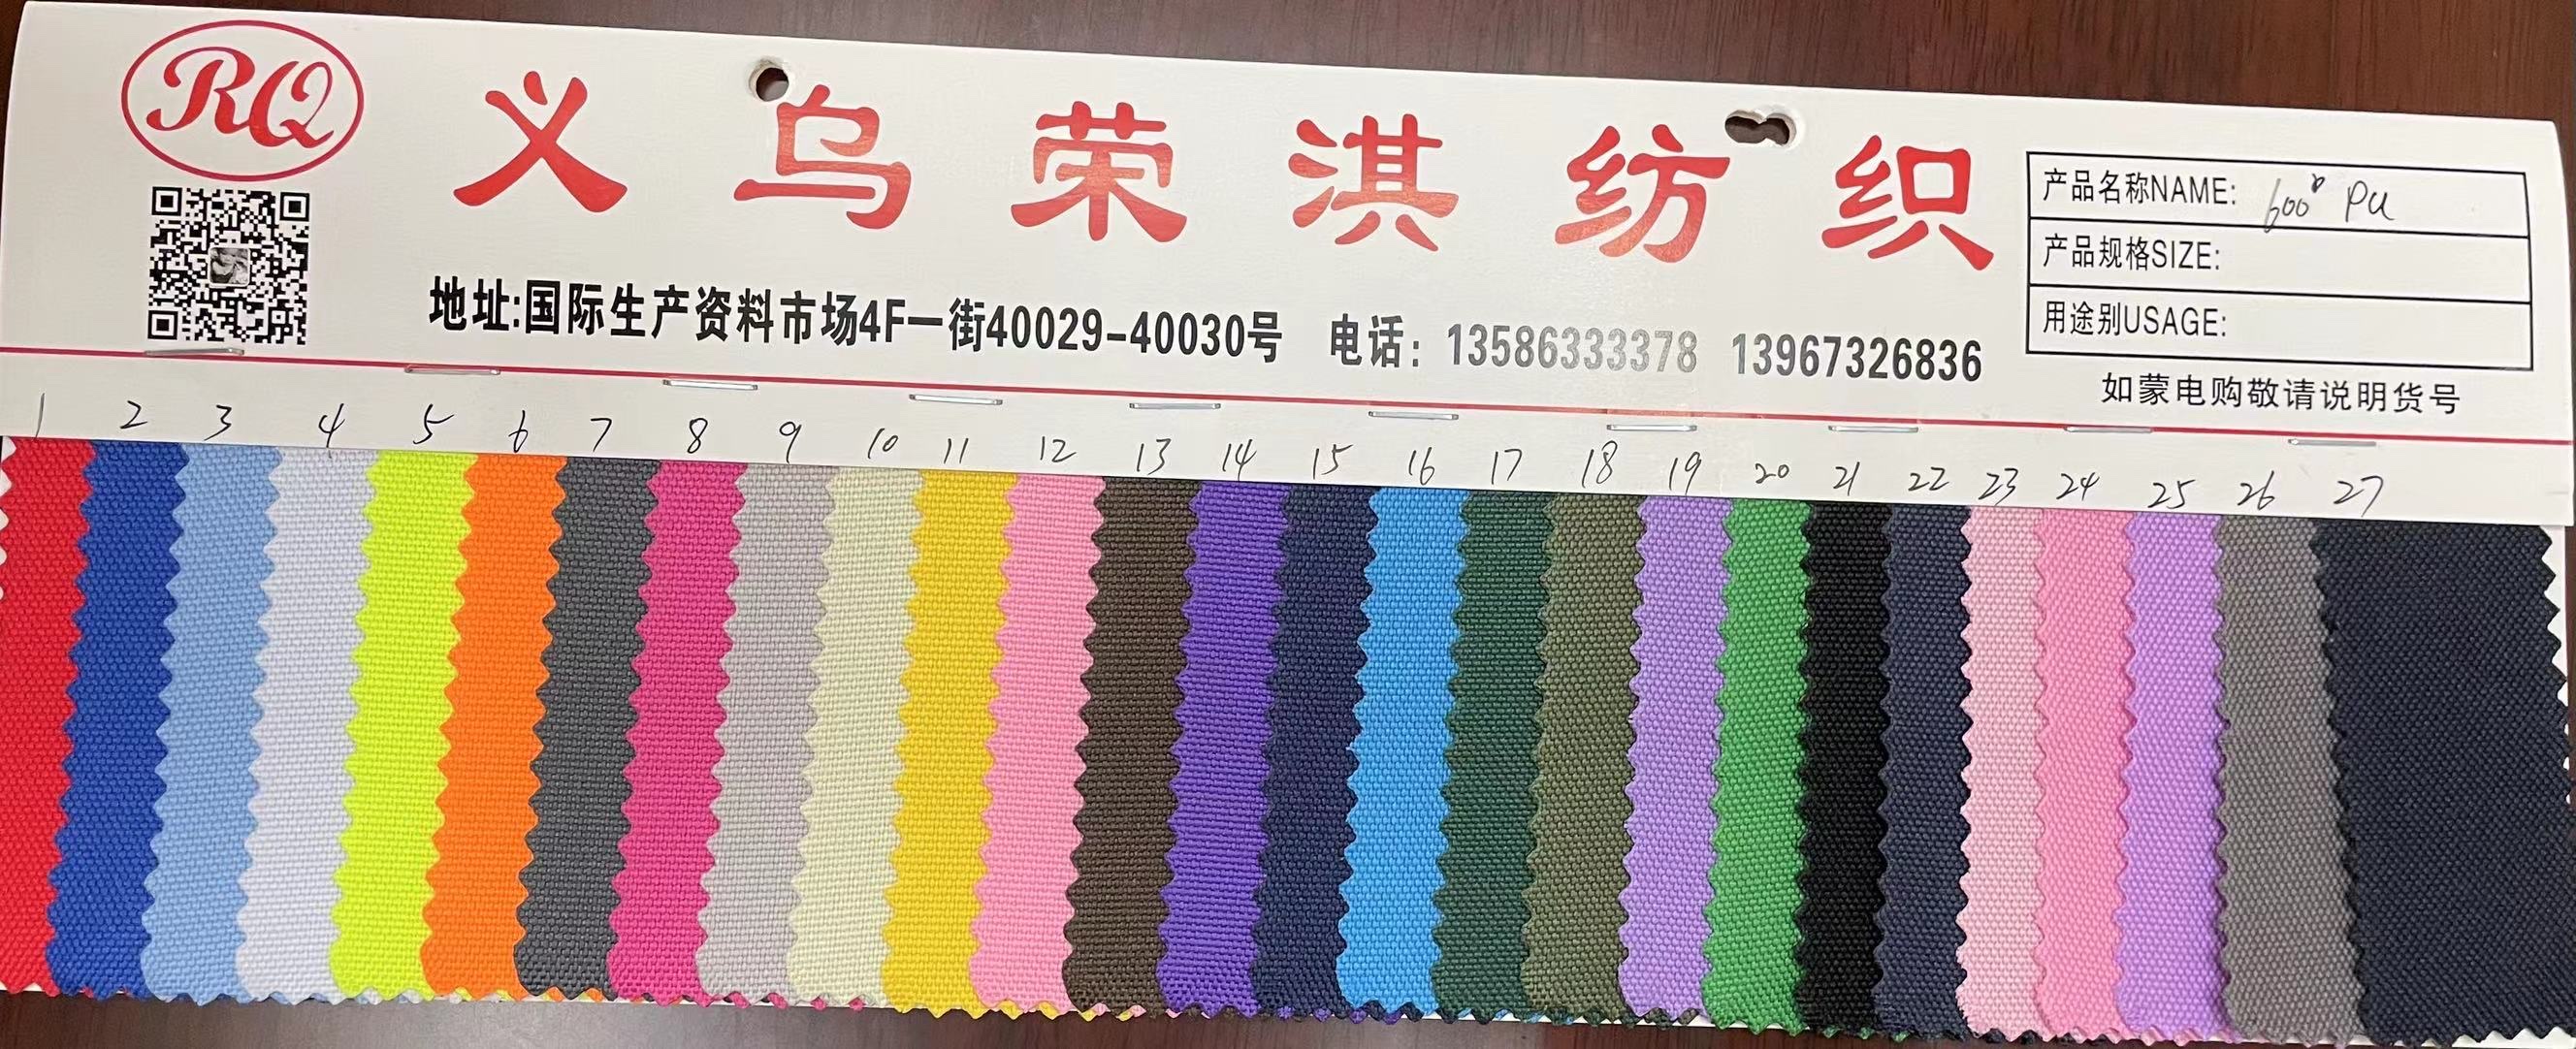 RQ
义乌荣淇纺织
地址:国际生产资料市场4F一街40029-40030号 电话: 13586333378 13967326836
产品名称NAME: 600D PU
产品规格SIZE:
用途别USAGE:
如蒙电购敬请说明货号
1 2 3 4 5 6 7 8 9 10 11 12 13 14 15 16 17 18 19 20 21 22 23 24 25 26 27